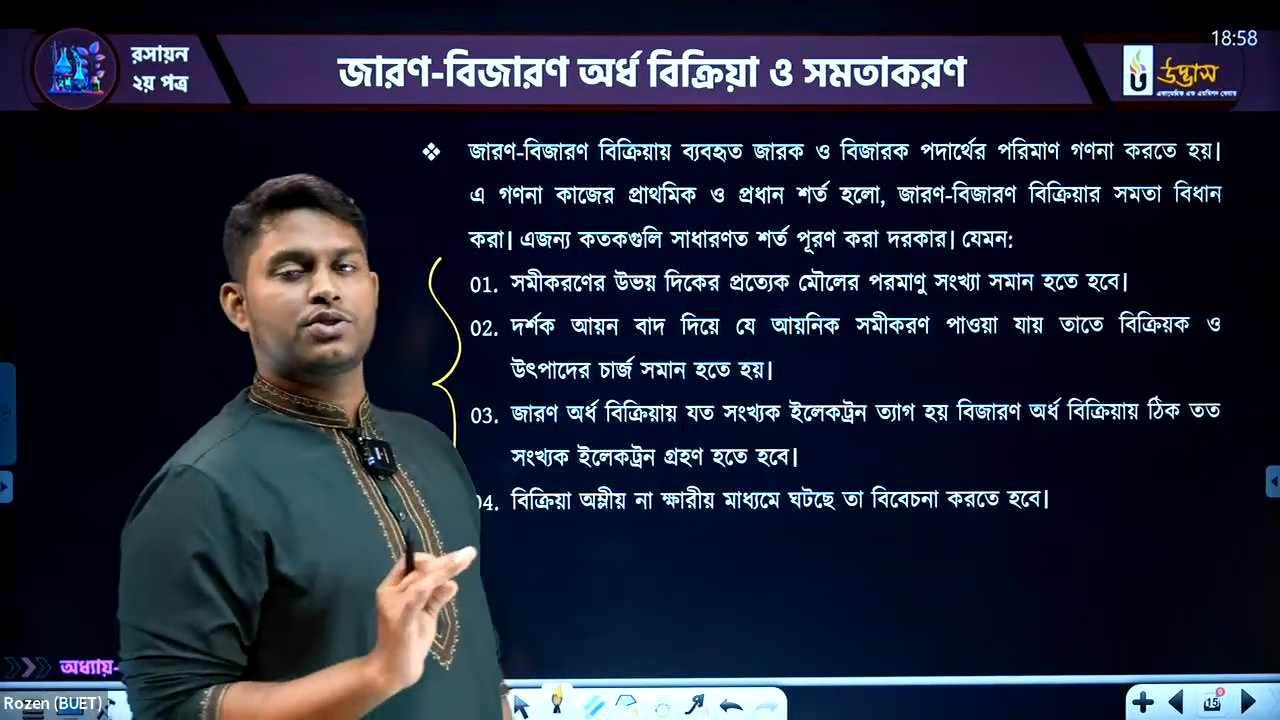 18:58
রসায়ন
২য় পত্র
জারণ-বিজারণ অর্ধ বিক্রিয়া ও সমতাকরণ
উদ্ভাস
একাডেমিক এন্ড এডমিশন কেয়ার
❖ জারণ-বিজারণ বিক্রিয়ায় ব্যবহৃত জারক ও বিজারক পদার্থের পরিমাণ গণনা করতে হয়।
এ গণনা কাজের প্রাথমিক ও প্রধান শর্ত হলো, জারণ-বিজারণ বিক্রিয়ার সমতা বিধান
করা। এজন্য কতকগুলি সাধারণত শর্ত পূরণ করা দরকার। যেমন:
01. সমীকরণের উভয় দিকের প্রত্যেক মৌলের পরমাণু সংখ্যা সমান হতে হবে।
02. দর্শক আয়ন বাদ দিয়ে যে আয়নিক সমীকরণ পাওয়া যায় তাতে বিক্রিয়ক ও
উৎপাদের চার্জ সমান হতে হয়।
03. জারণ অর্ধ বিক্রিয়ায় যত সংখ্যক ইলেকট্রন ত্যাগ হয় বিজারণ অর্ধ বিক্রিয়ায় ঠিক তত
সংখ্যক ইলেকট্রন গ্রহণ হতে হবে।
04. বিক্রিয়া অম্লীয় না ক্ষারীয় মাধ্যমে ঘটছে তা বিবেচনা করতে হবে।
অধ্যায়-
Rozen (BUET)
15